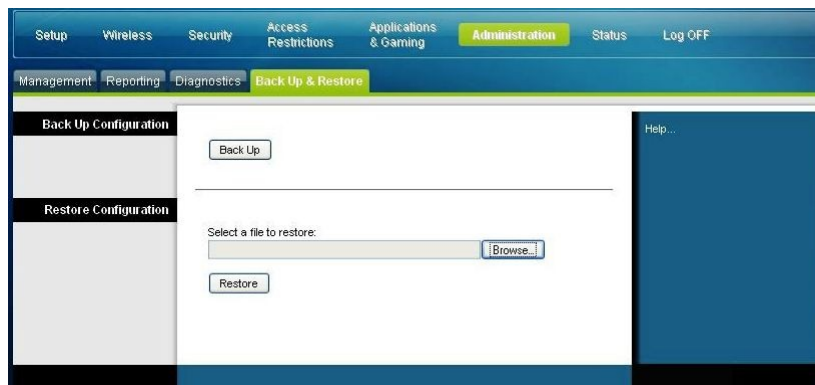 Setup Wireless Security Access Restrictions Applications & Gaming Administration Status Log OFF
Management Reporting Diagnostics Back Up & Restore
Back Up Configuration
Help...
Back Up
Restore Configuration
Select a file to restore:
Browse...
Restore